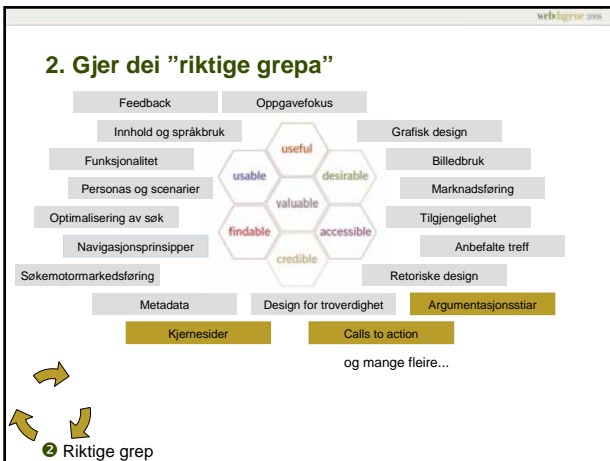 webdagene 2006
2. Gjer dei ”riktige grepa”
Feedback
Oppgavefokus
Innhold og språkbruk
Grafisk design
useful
Funksjonalitet
Billedbruk
usable
desirable
Personas og scenarier
Marknadsføring
valuable
Optimalisering av søk
Tilgjengelighet
findable
accessible
Navigasjonsprinsipper
Anbefalte treff
credible
Søkemotormarkedsføring
Retoriske design
Metadata
Design for troverdighet
Argumentasjonsstiar
Kjernesider
Calls to action
og mange fleire...
❷ Riktige grep